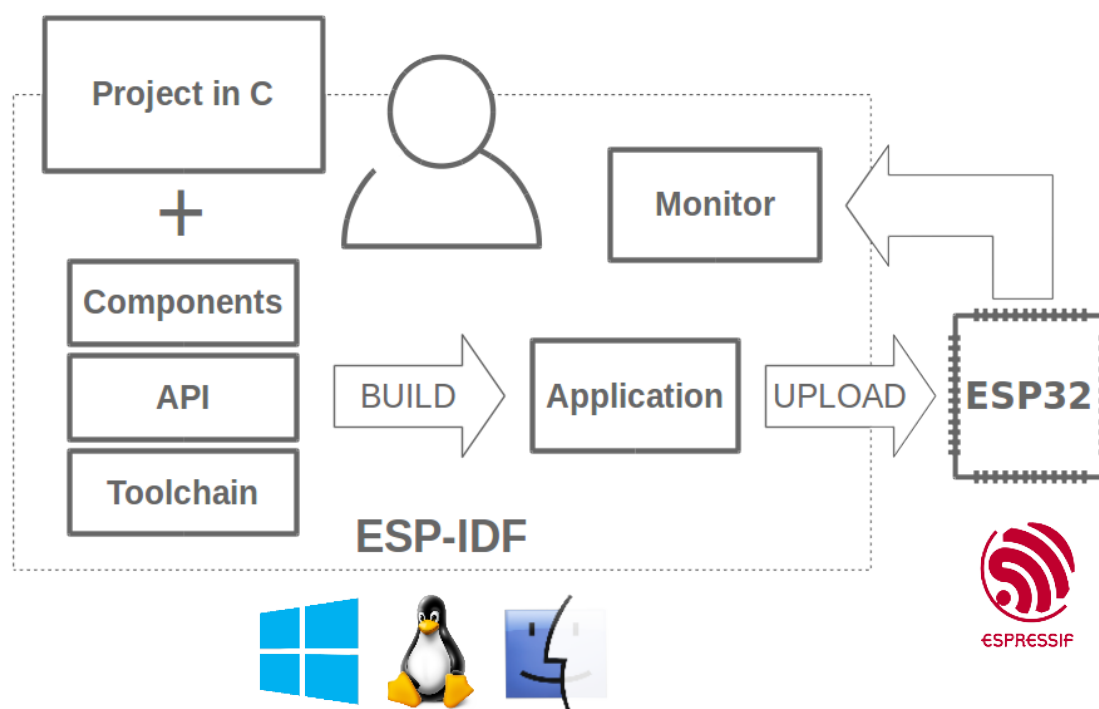 Project in C
+
Components
API
Toolchain
BUILD
Application
UPLOAD
Monitor
ESP32
ESP-IDF
ESPRESSIF